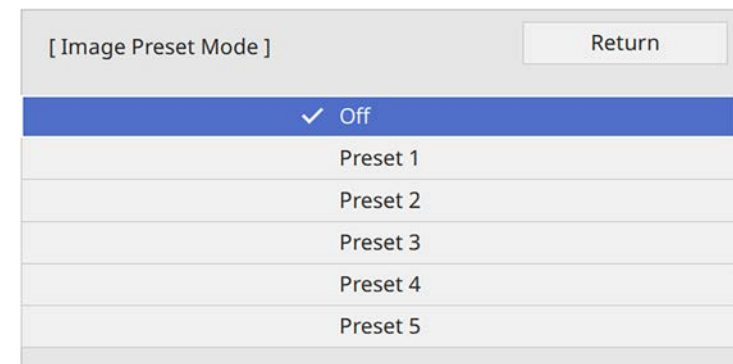 [ Image Preset Mode ]
Return
Off
Preset 1
Preset 2
Preset 3
Preset 4
Preset 5